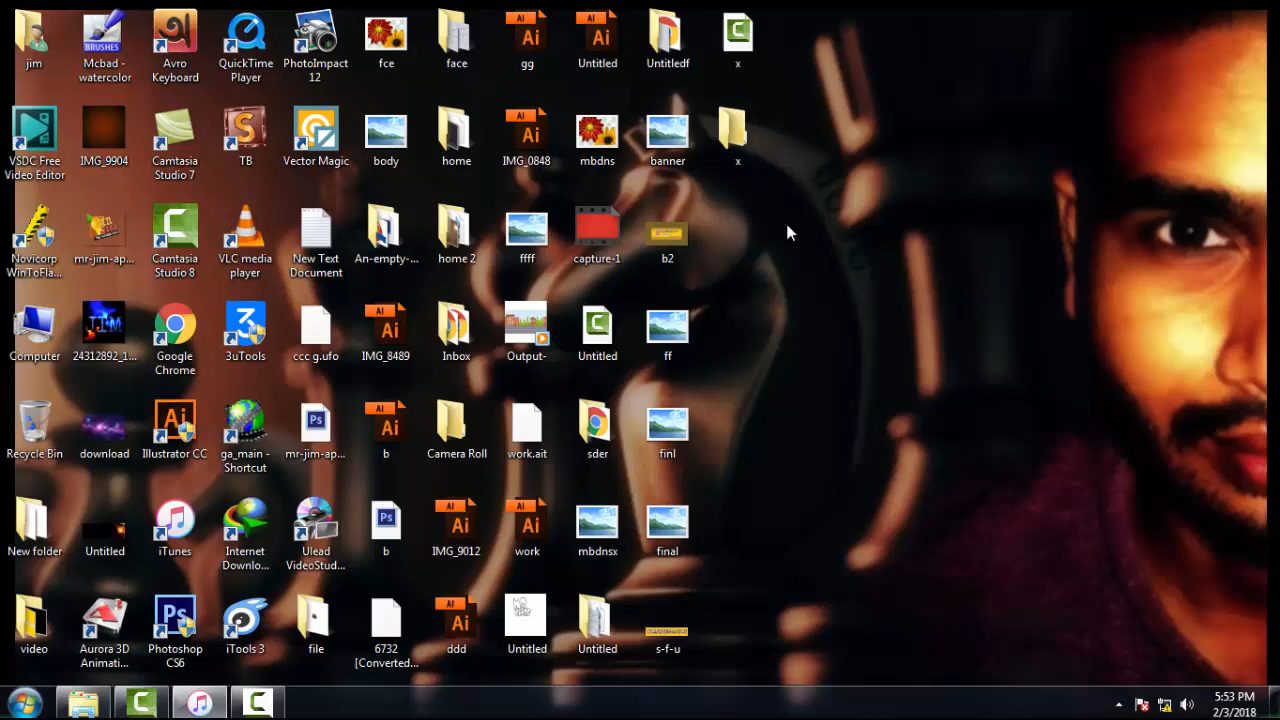 jim
Mcbad -
watercolor
Avro
Keyboard
QuickTime
Player
PhotoImpact
12
fce
face
gg
Untitled
Untitledf
x
VSDC Free
Video Editor
IMG_9904
Camtasia
Studio 7
TB
Vector Magic
body
home
IMG_0848
mbdns
banner
x
Novicorp
WinToFla...
mr-jim-ap...
Camtasia
Studio 8
VLC media
player
New Text
Document
An-empty-...
home 2
ffff
capture-1
b2
Computer
24312892_1...
Google
Chrome
3uTools
ccc g.ufo
IMG_8489
Inbox
Output-
Untitled
ff
Recycle Bin
download
Illustrator CC
ga_main -
Shortcut
mr-jim-ap...
b
Camera Roll
work.ait
sder
finl
New folder
Untitled
iTunes
Internet
Downlo...
Ulead
VideoStud...
b
IMG_9012
work
mbdnsx
final
video
Aurora 3D
Animati...
Photoshop
CS6
iTools 3
file
6732
[Converted...
ddd
Untitled
Untitled
s-f-u
5:53 PM
2/3/2018